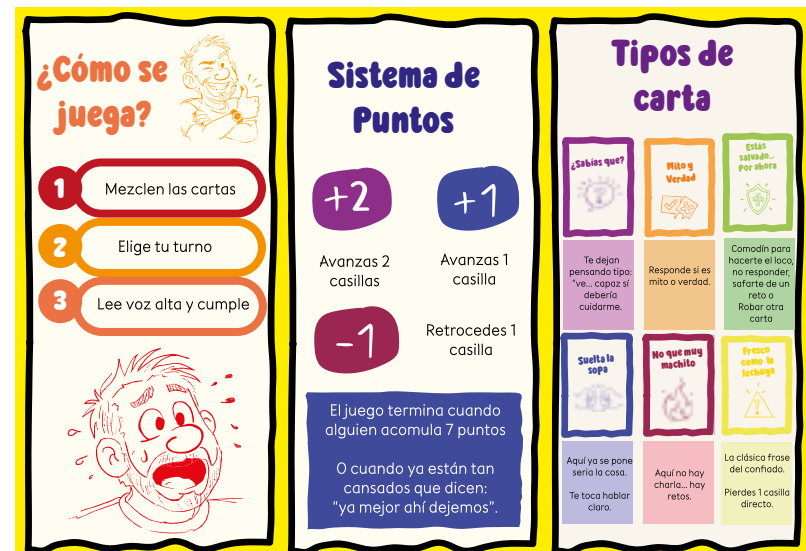 ¿Cómo se
juega?
1
Mezclen las cartas
2
Elige tu turno
3
Lee voz alta y cumple
Sistema de
Puntos
+2
+1
Avanzas 2
casillas
Avanzas 1
casilla
-1
Retrocedes 1
casilla
El juego termina cuando
alguien acomula 7 puntos
O cuando ya están tan
cansados que dicen:
"ya mejor ahí dejemos".
Tipos de
carta
¿Sabías que?
Mito y
Verdad
Estás
salvado...
Por ahora
Te dejan
pensando tipo:
"ve... capaz sí
debería
cuidarme.
Responde si es
mito o verdad.
Comodín para
hacerte el loco,
no responder,
safarte de un
reto o
Robar otra
carta
Suelta la
sopa
No que muy
machito
Fresco
como la
lechuga
Aquí ya se pone
seria la cosa.
Te toca hablar
claro.
Aquí no hay
charla... hay
retos.
La clásica frase
del confiado.
Pierdes 1 casilla
directo.